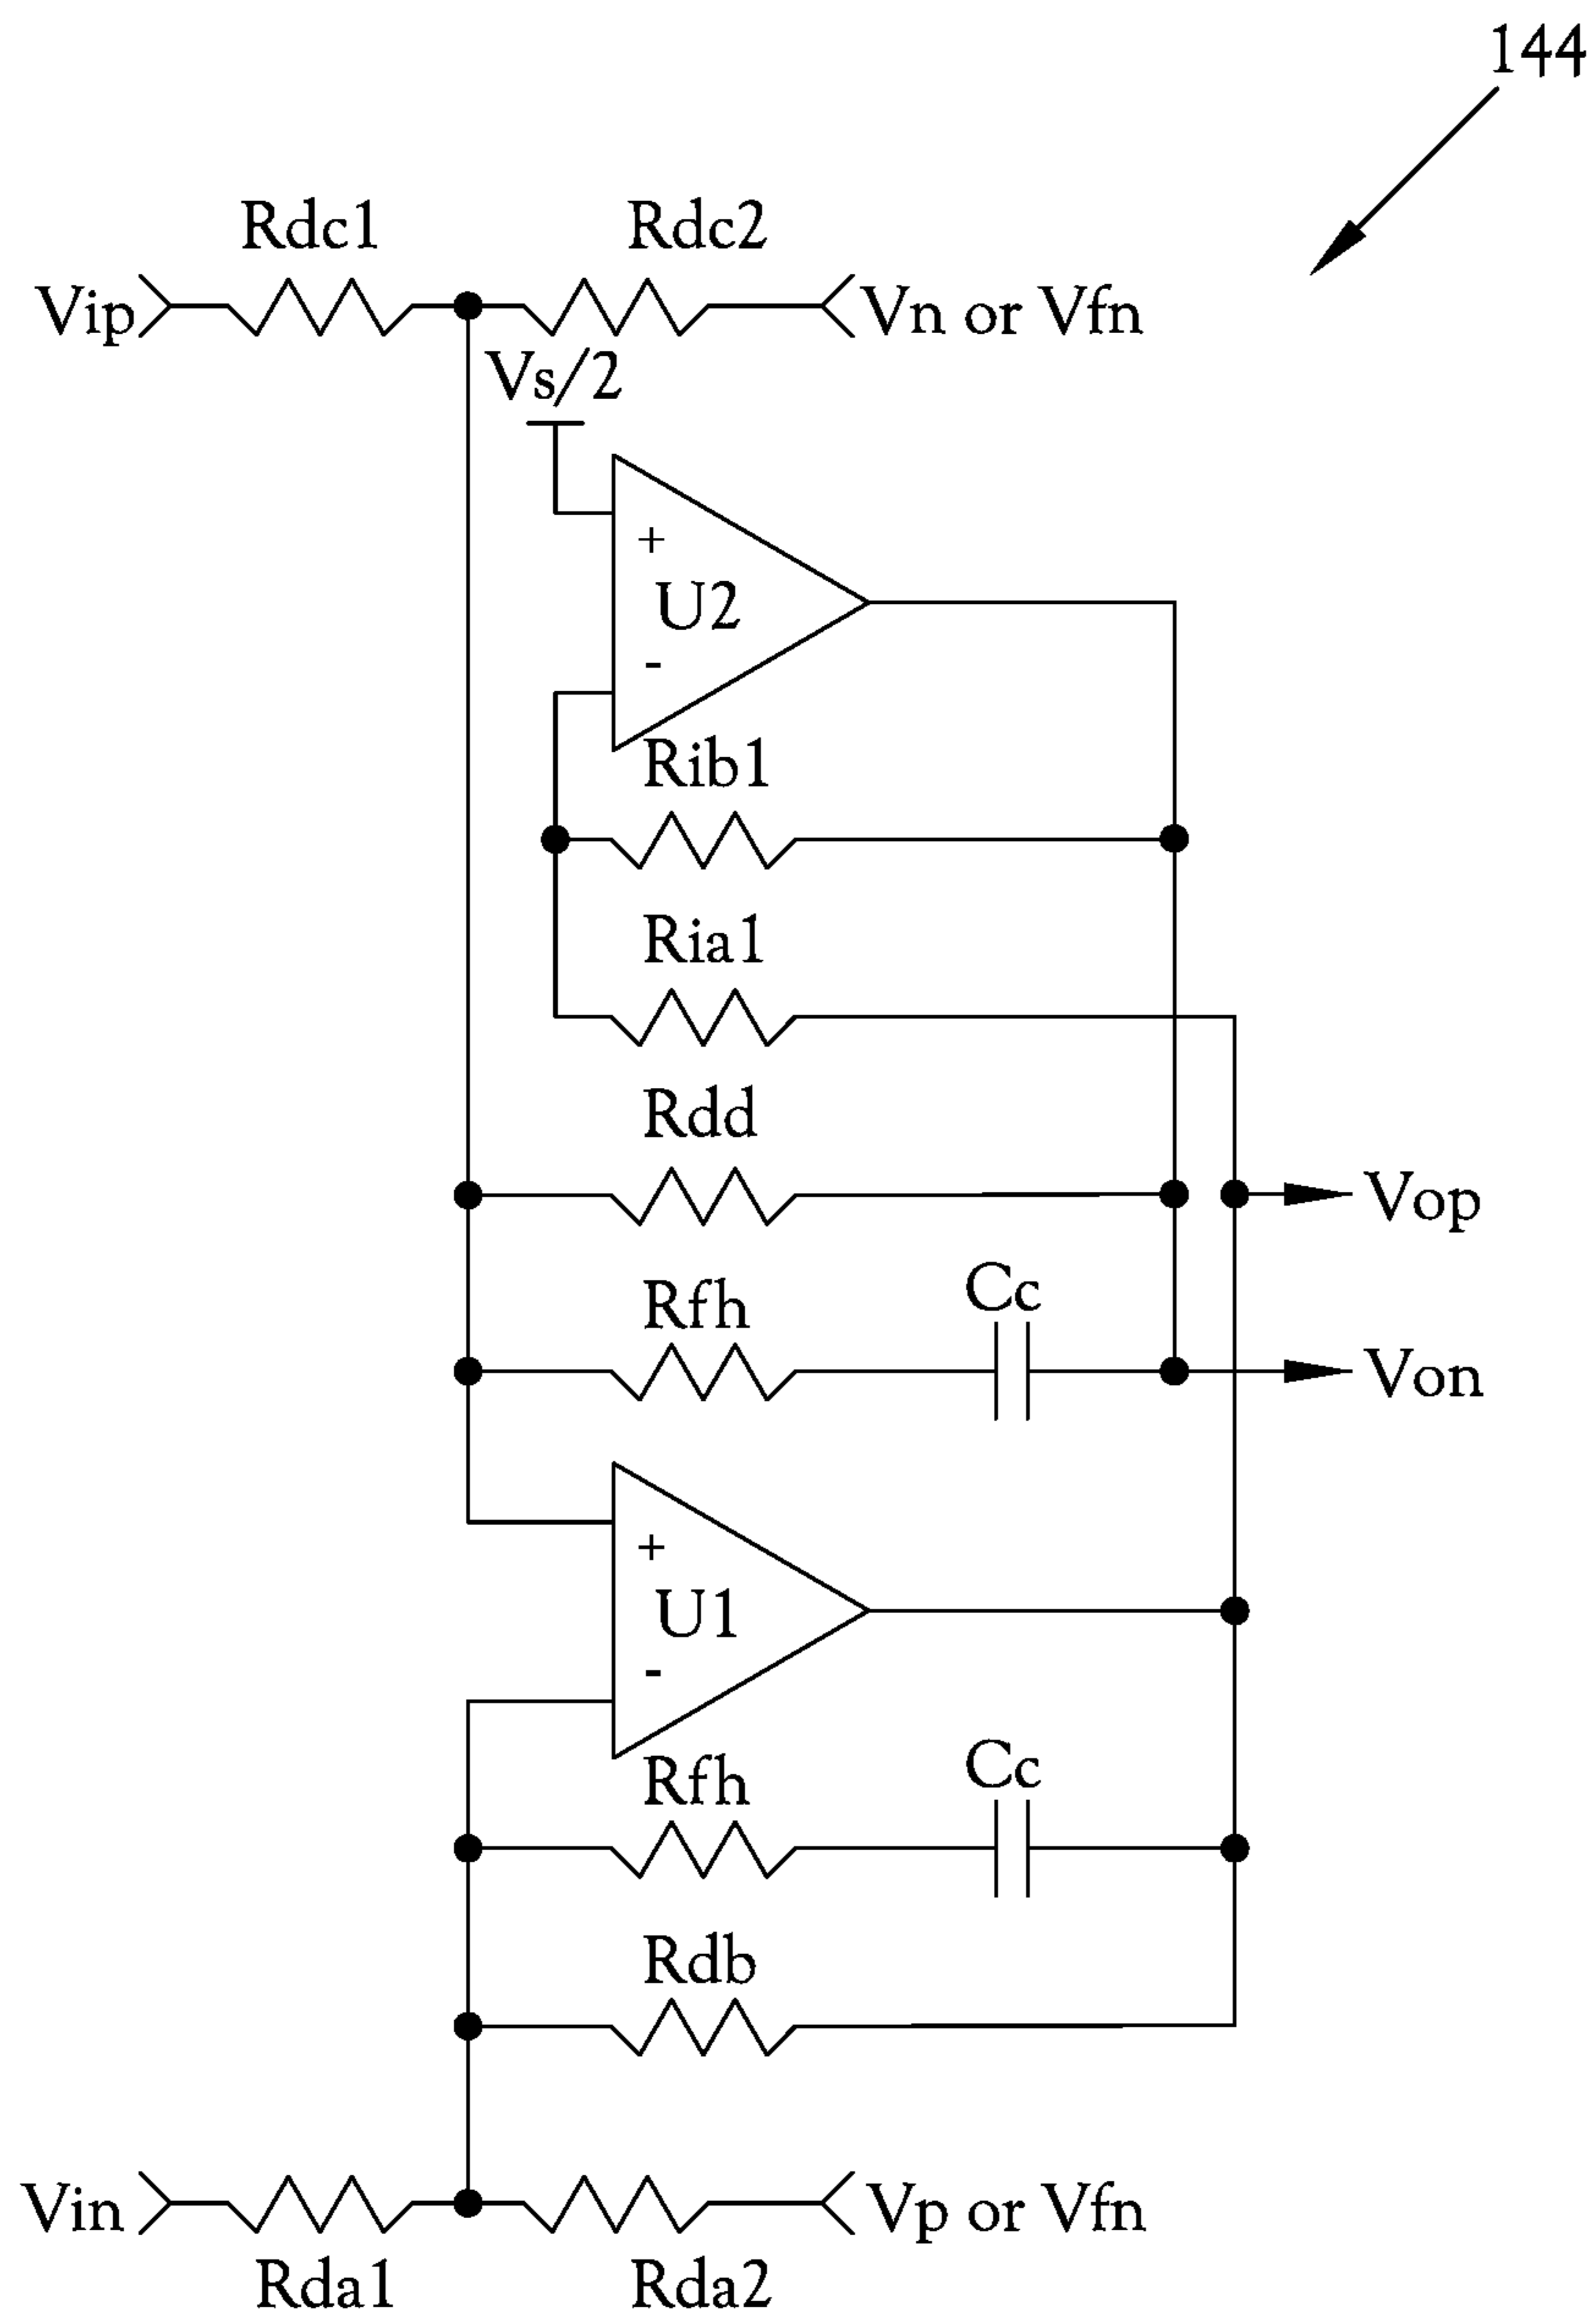 144
Rdc1 Rdc2
Vip Vn or Vfn
Vs/2
+
U2
-
Rib1
Ria1
Rdd
Vop
Rfh Cc
Von
+
U1
-
Rfh Cc
Rdb
Vin Vp or Vfn
Rda1 Rda2